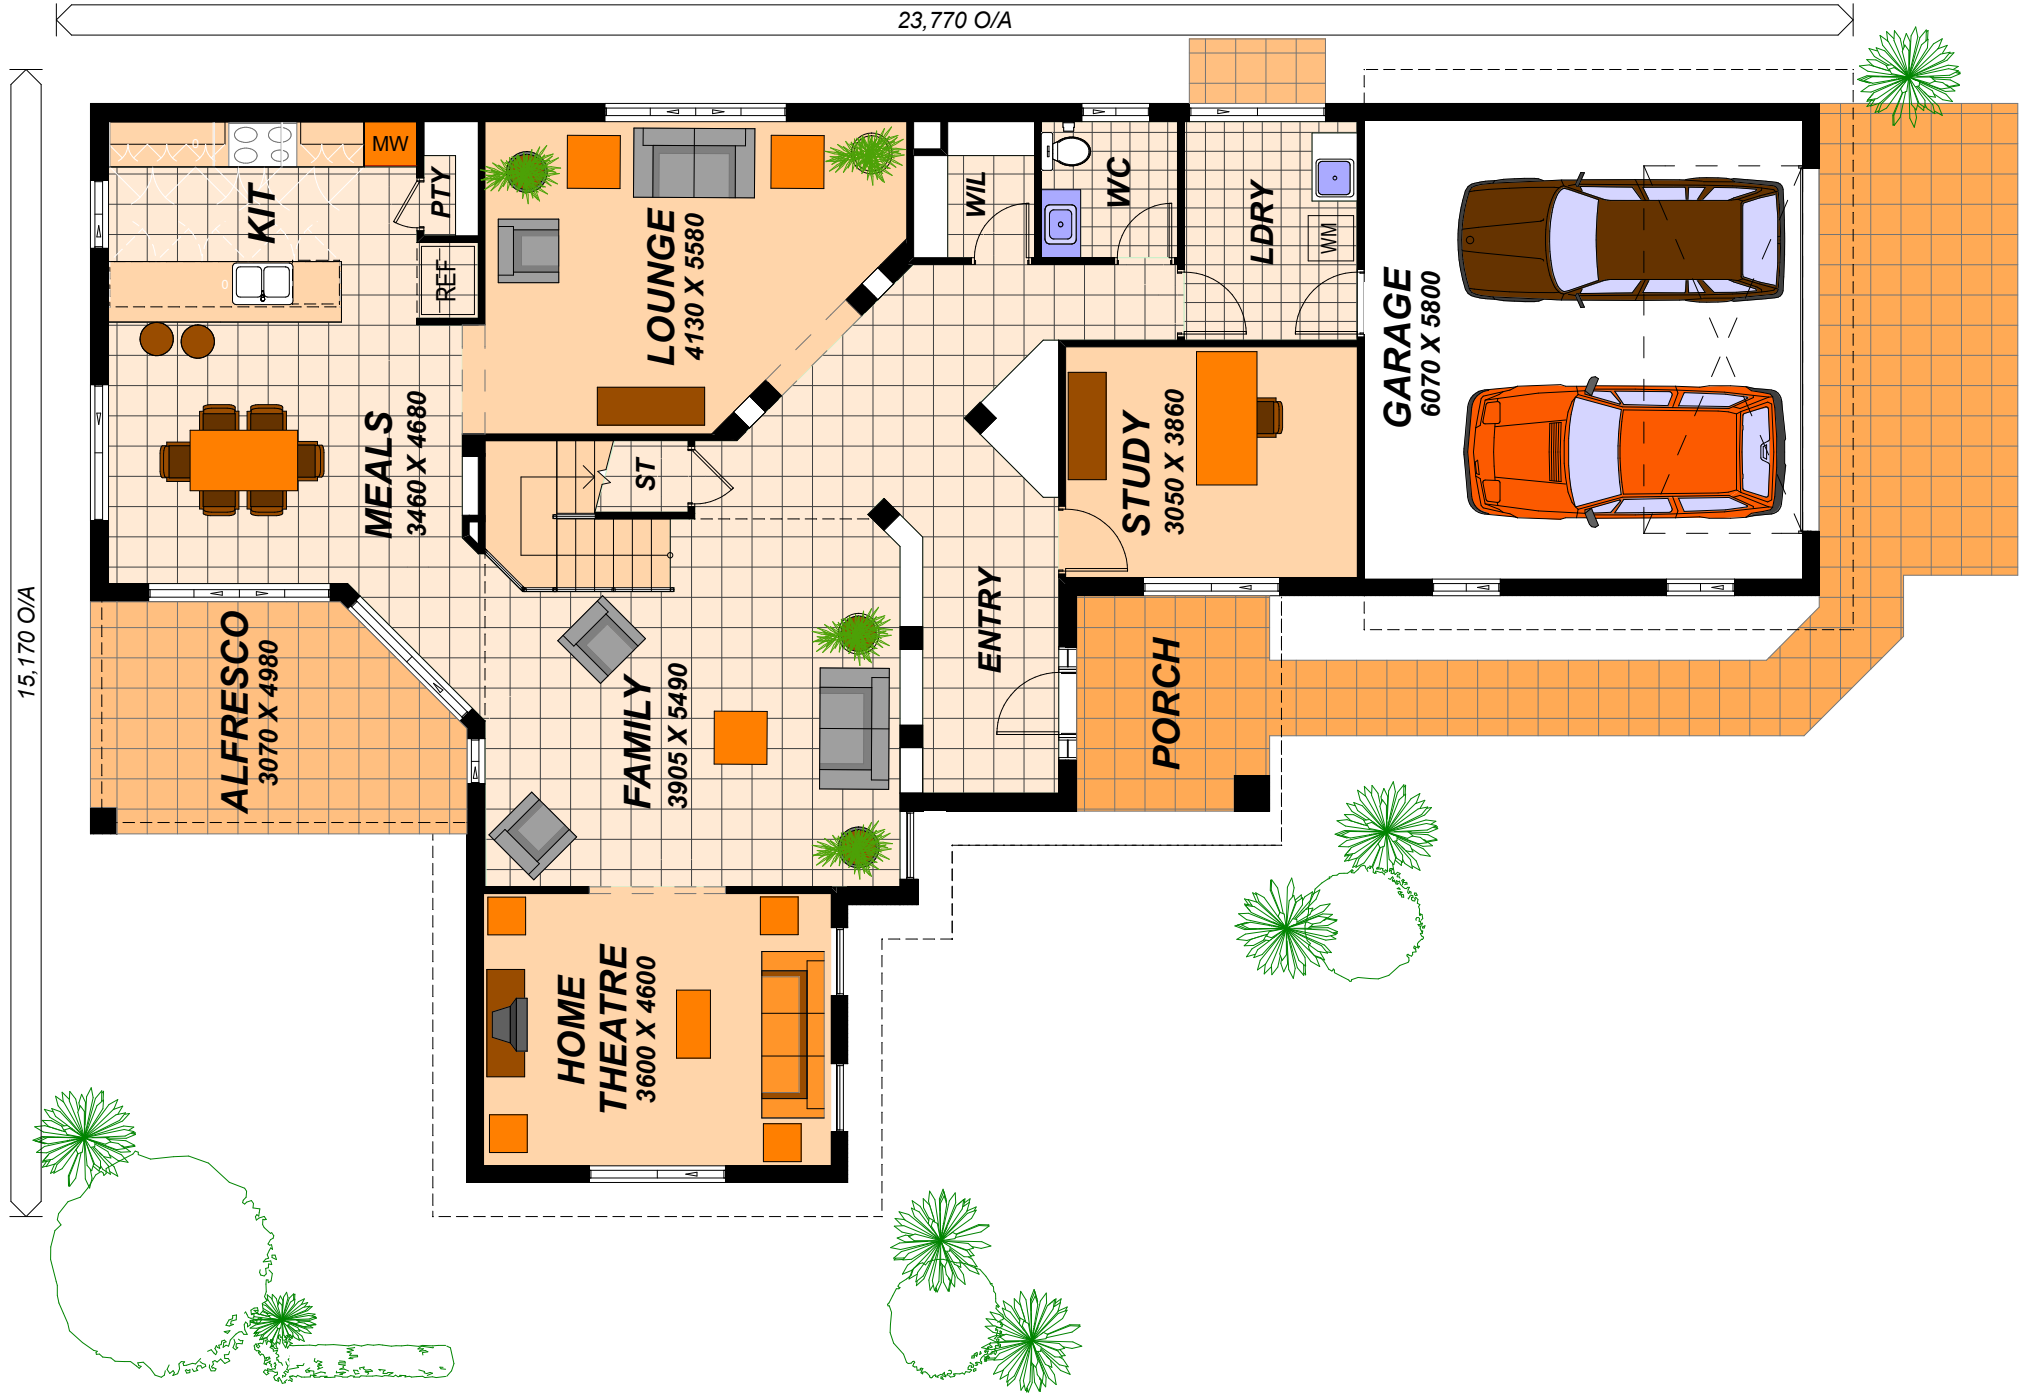 23,770 O/A
15,170 O/A
MW
KIT
PTY
REF
LOUNGE
4130 X 5580
WIL
WC
LDRY
WM
GARAGE
6070 X 5800
MEALS
3460 X 4680
ST
STUDY
3050 X 3860
ENTRY
PORCH
ALFRESCO
3070 X 4980
FAMILY
3905 X 5490
HOME
THEATRE
3600 X 4600